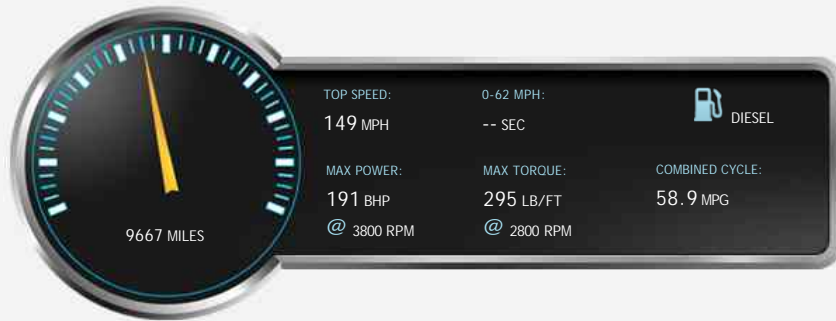 TOP SPEED:
149 MPH
0-62 MPH:
-- SEC
DIESEL
MAX POWER:
191 BHP
@ 3800 RPM
MAX TORQUE:
295 LB/FT
@ 2800 RPM
COMBINED CYCLE:
58.9 MPG
9667 MILES